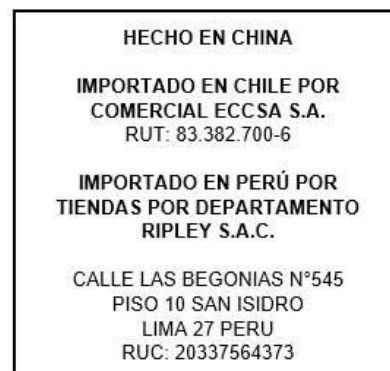 HECHO EN CHINA
IMPORTADO EN CHILE POR
COMERCIAL ECCSA S.A.
RUT: 83.382.700-6
IMPORTADO EN PERÚ POR
TIENDAS POR DEPARTAMENTO
RIPLEY S.A.C.
CALLE LAS BEGONIAS N°545
PISO 10 SAN ISIDRO
LIMA 27 PERU
RUC: 20337564373